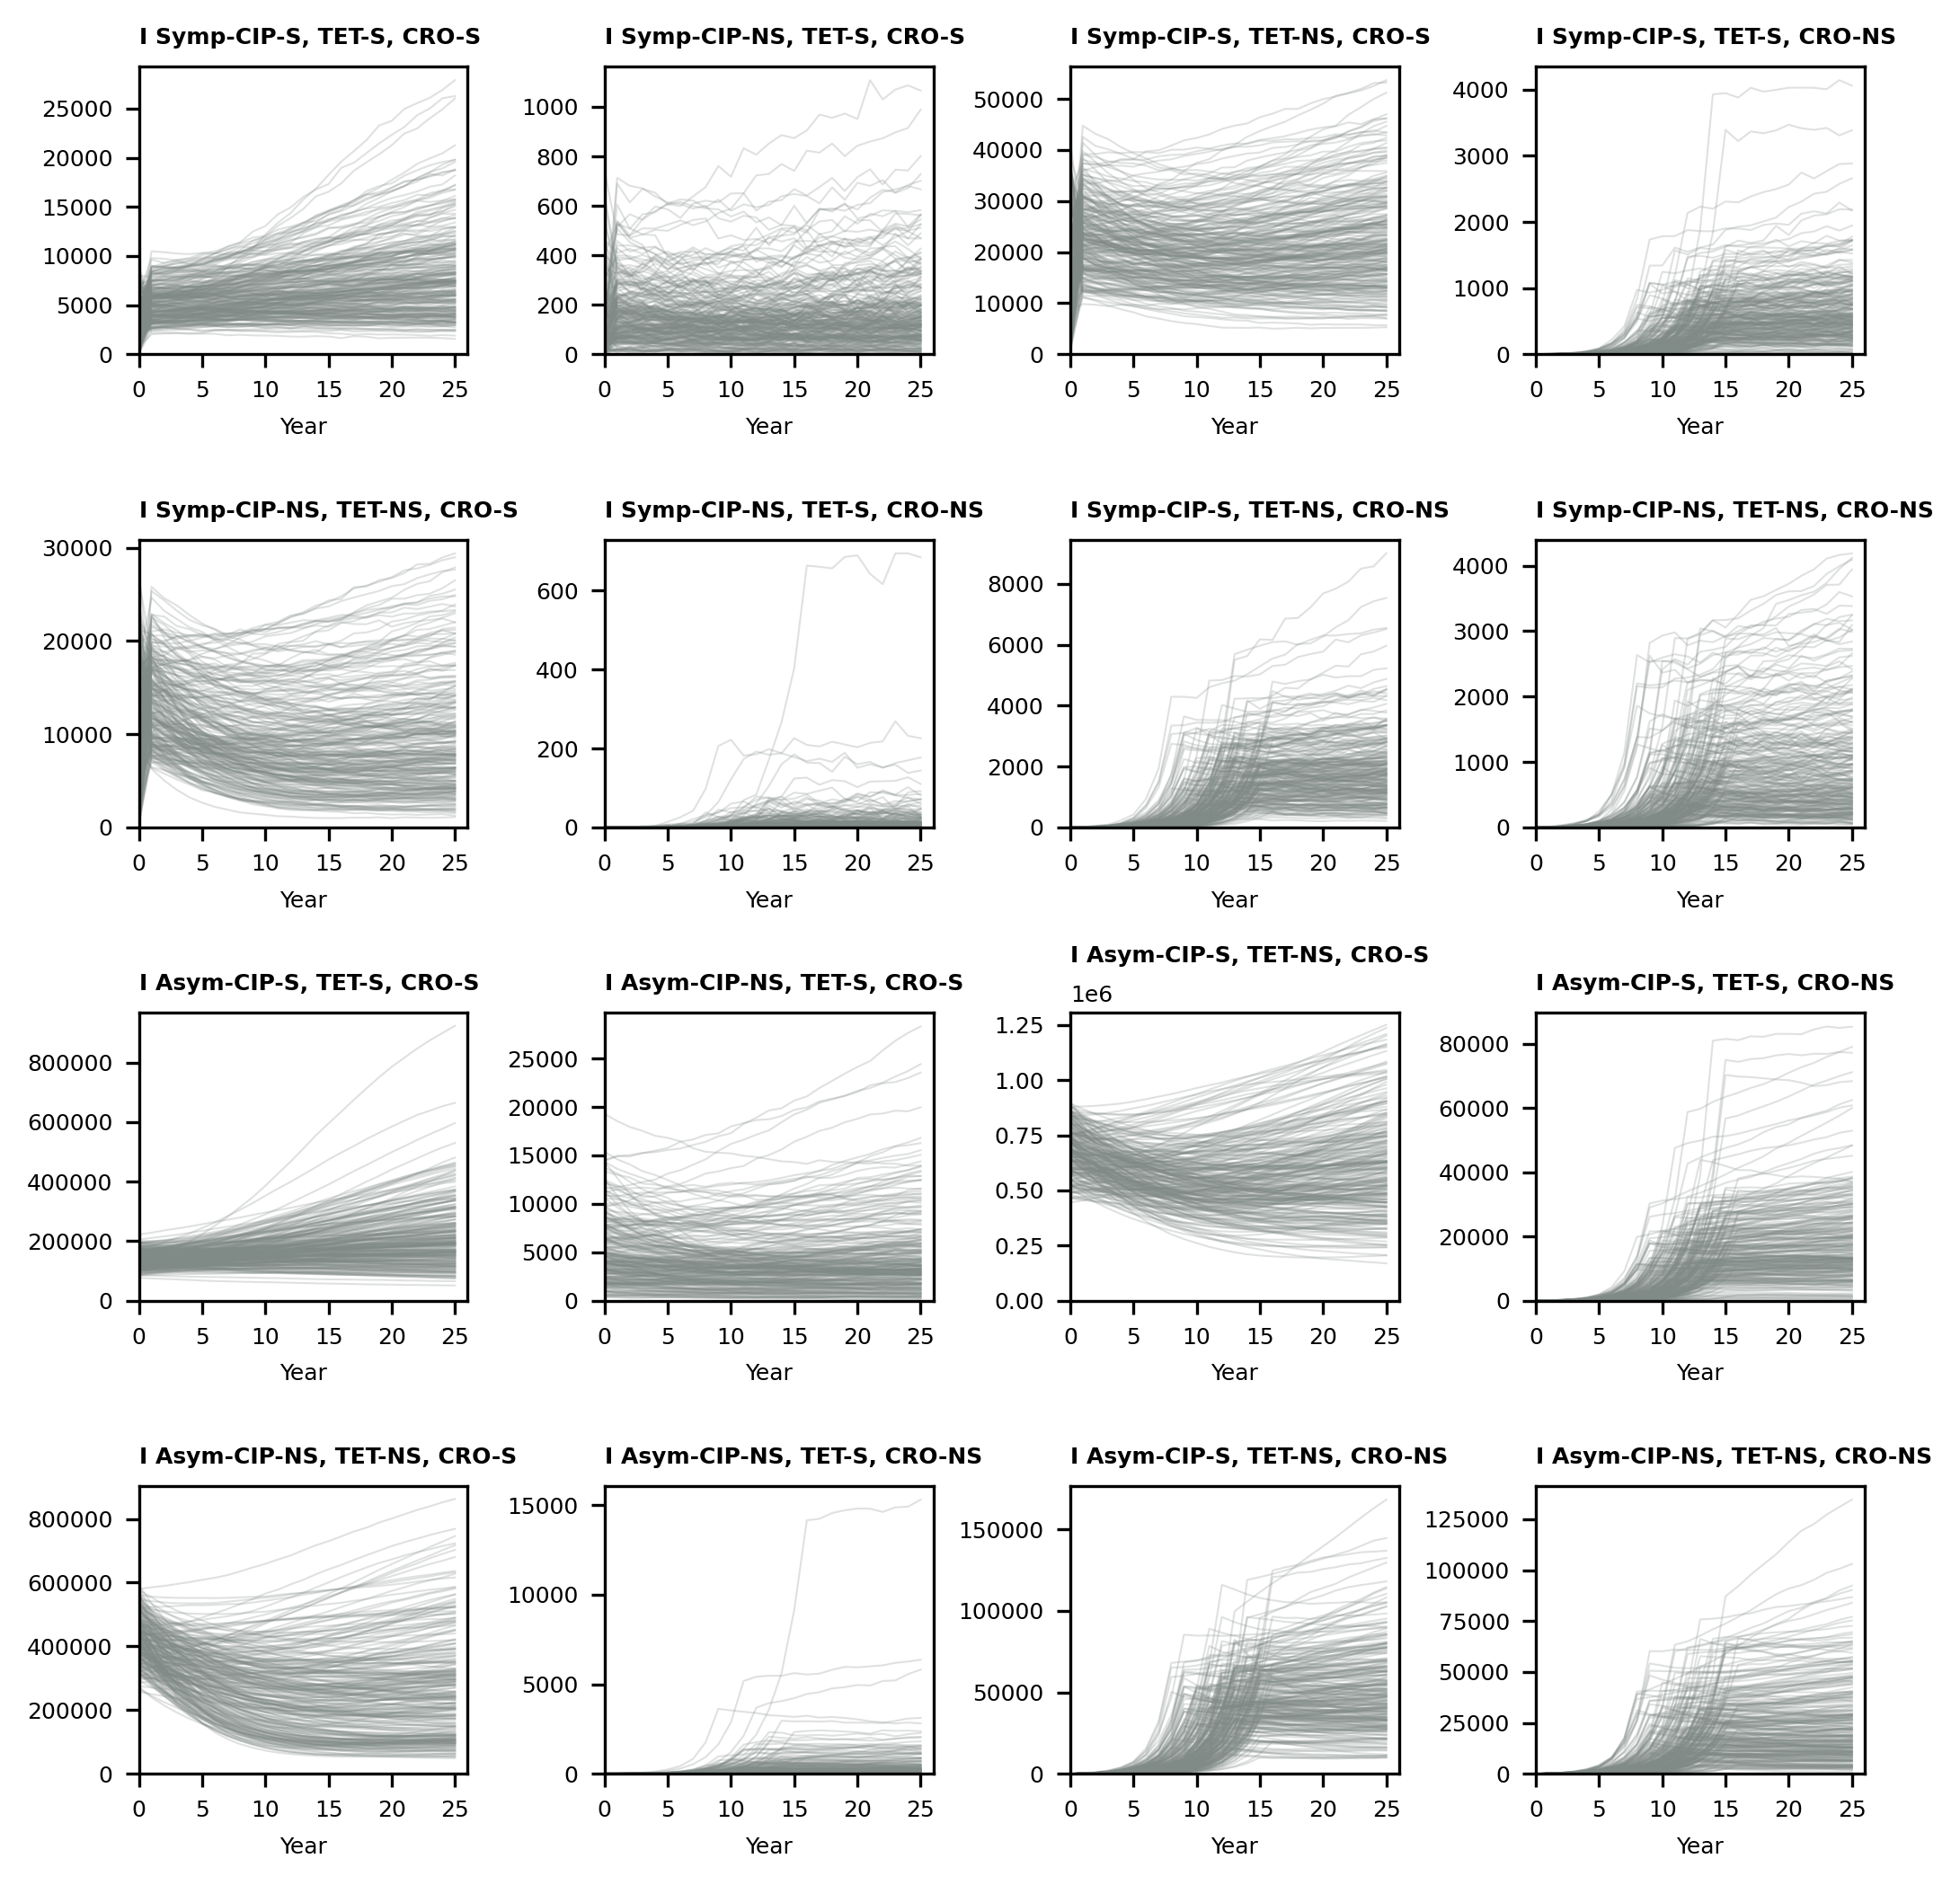 I Symp-CIP-S, TET-S, CRO-S
25000
20000
15000
10000
5000
0
0 5 10 15 20 25
Year
I Symp-CIP-NS, TET-S, CRO-S
1000
800
600
400
200
0
0 5 10 15 20 25
Year
I Symp-CIP-S, TET-NS, CRO-S
50000
40000
30000
20000
10000
0
0 5 10 15 20 25
Year
I Symp-CIP-S, TET-S, CRO-NS
4000
3000
2000
1000
0
0 5 10 15 20 25
Year
I Symp-CIP-NS, TET-NS, CRO-S
30000
20000
10000
0
0 5 10 15 20 25
Year
I Symp-CIP-NS, TET-S, CRO-NS
600
400
200
0
0 5 10 15 20 25
Year
I Symp-CIP-S, TET-NS, CRO-NS
8000
6000
4000
2000
0
0 5 10 15 20 25
Year
I Symp-CIP-NS, TET-NS, CRO-NS
4000
3000
2000
1000
0
0 5 10 15 20 25
Year
I Asym-CIP-S, TET-S, CRO-S
800000
600000
400000
200000
0
0 5 10 15 20 25
Year
I Asym-CIP-NS, TET-S, CRO-S
25000
20000
15000
10000
5000
0
0 5 10 15 20 25
Year
I Asym-CIP-S, TET-NS, CRO-S
1e6
1.25
1.00
0.75
0.50
0.25
0.00
0 5 10 15 20 25
Year
I Asym-CIP-S, TET-S, CRO-NS
80000
60000
40000
20000
0
0 5 10 15 20 25
Year
I Asym-CIP-NS, TET-NS, CRO-S
800000
600000
400000
200000
0
0 5 10 15 20 25
Year
I Asym-CIP-NS, TET-S, CRO-NS
15000
10000
5000
0
0 5 10 15 20 25
Year
I Asym-CIP-S, TET-NS, CRO-NS
150000
100000
50000
0
0 5 10 15 20 25
Year
I Asym-CIP-NS, TET-NS, CRO-NS
125000
100000
75000
50000
25000
0
0 5 10 15 20 25
Year